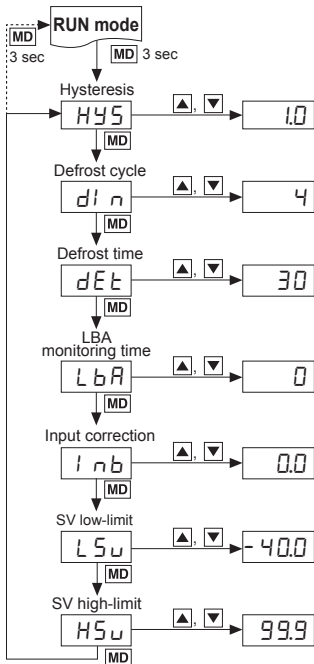 RUN mode
MD
3 sec
MD 3 sec
Hysteresis
HYS ▲, ▼ 1.0
MD
Defrost cycle
dIn ▲, ▼ 4
MD
Defrost time
dEt ▲, ▼ 30
MD
LBA
monitoring time
LbA ▲, ▼ 0
MD
Input correction
Inb ▲, ▼ 0.0
MD
SV low-limit
LSu ▲, ▼ -40.0
MD
SV high-limit
HSu ▲, ▼ 99.9
MD